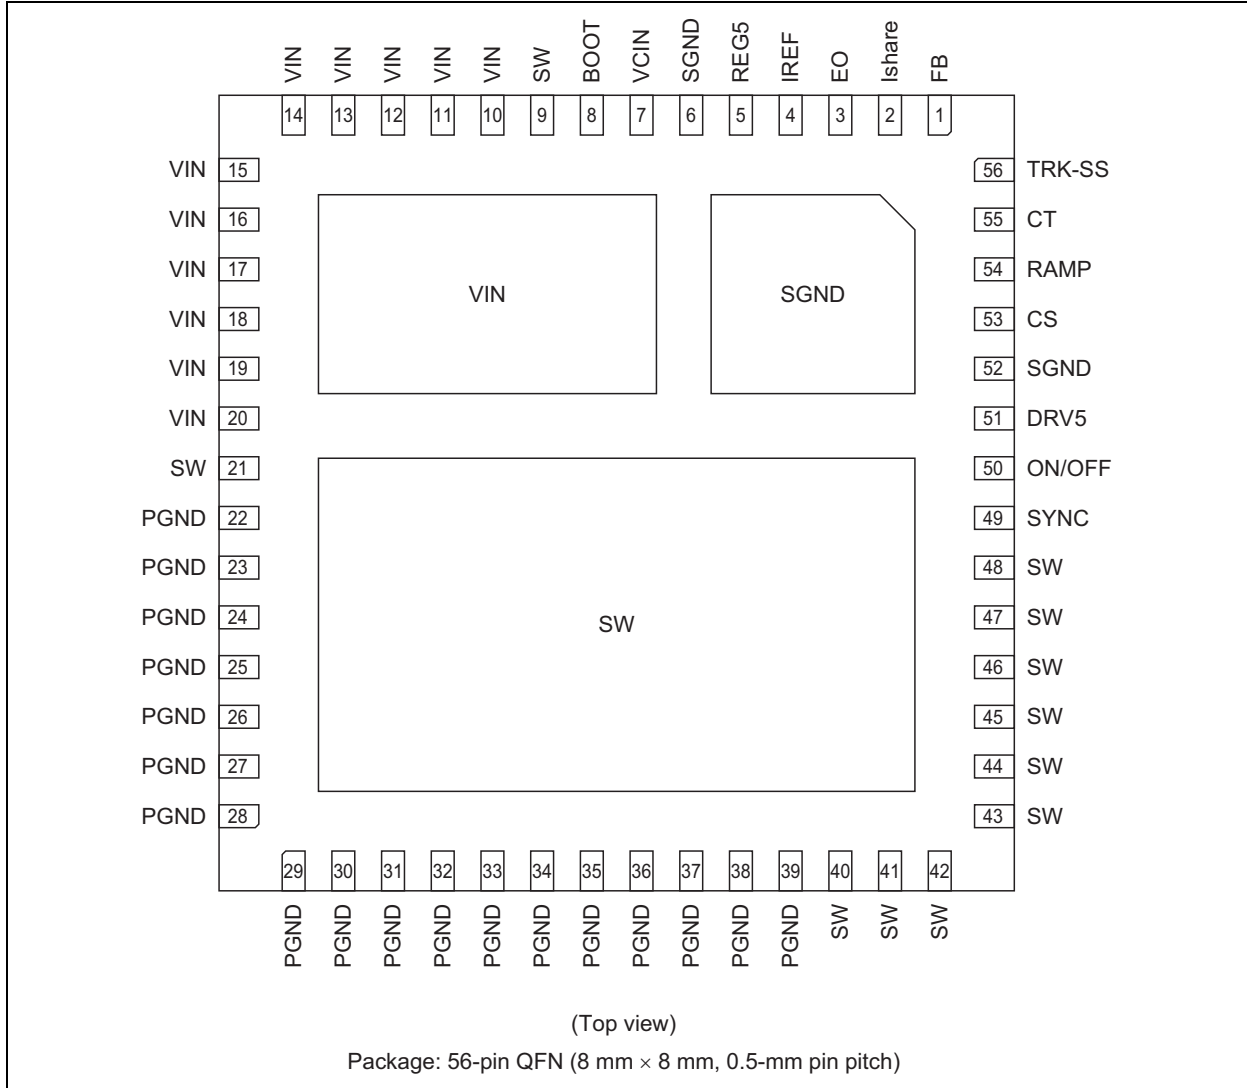 VIN VIN VIN VIN VIN SW BOOT VCIN SGND REG5 IREF EO Ishare FB
14 13 12 11 10 9 8 7 6 5 4 3 2 1
VIN 15 56 TRK-SS
VIN 16 55 CT
VIN 17 54 RAMP
VIN SGND
VIN 18 53 CS
VIN 19 52 SGND
VIN 20 51 DRV5
SW 21 50 ON/OFF
PGND 22 49 SYNC
PGND 23 48 SW
PGND 24 47 SW
SW
PGND 25 46 SW
PGND 26 45 SW
PGND 27 44 SW
PGND 28 43 SW
29 30 31 32 33 34 35 36 37 38 39 40 41 42
PGND PGND PGND PGND PGND PGND PGND PGND PGND PGND PGND SW SW SW
(Top view)
Package: 56-pin QFN (8 mm × 8 mm, 0.5-mm pin pitch)